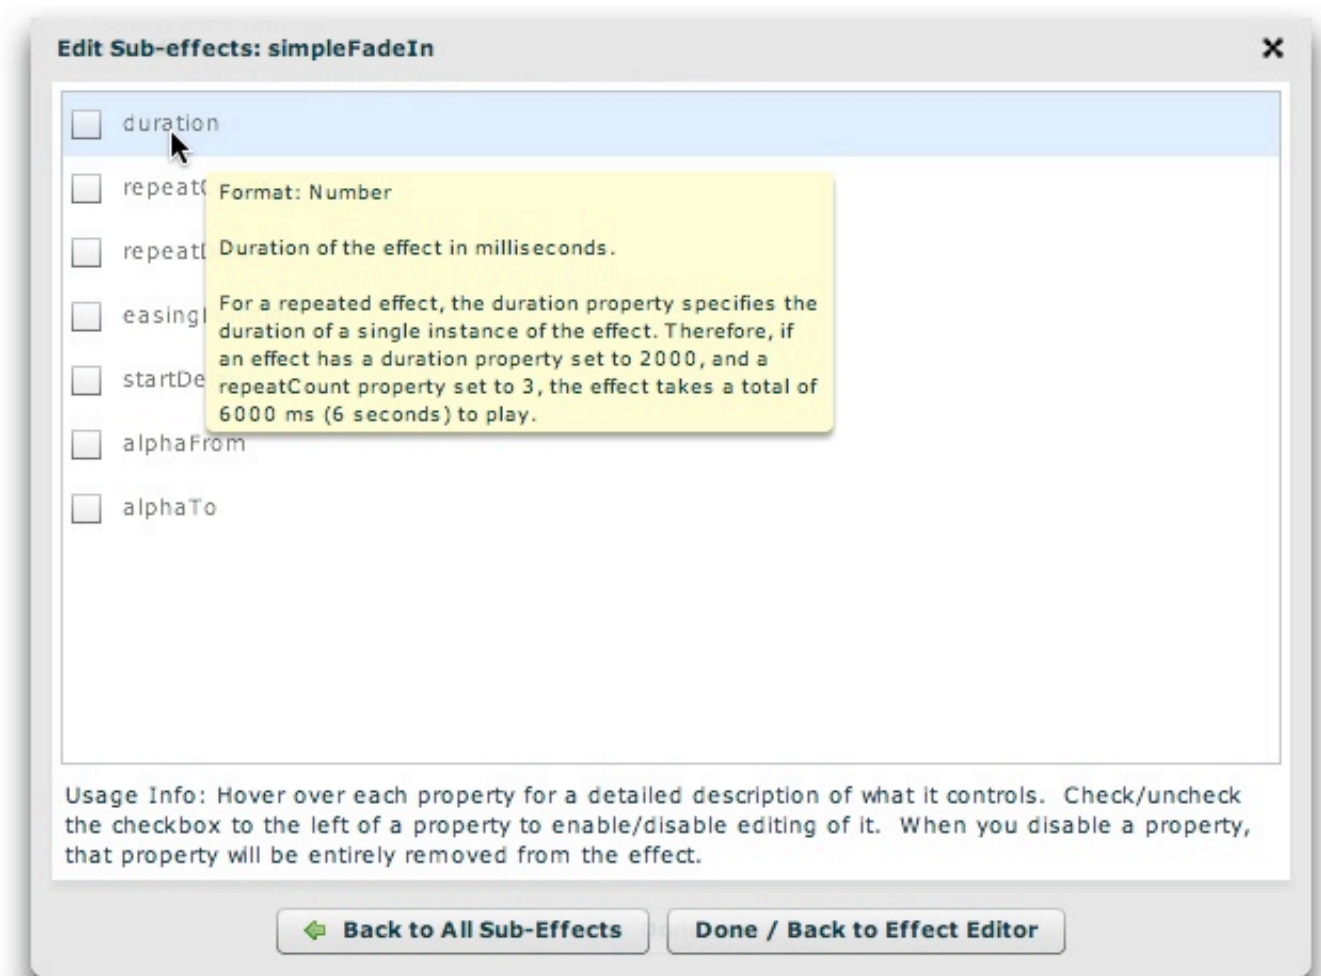 Edit Sub-effects: simpleFadeIn
duration
repeat
Format: Number
repeat
Duration of the effect in milliseconds.
easing
For a repeated effect, the duration property specifies the
duration of a single instance of the effect. Therefore, if
an effect has a duration property set to 2000, and a
startDe
repeatCount property set to 3, the effect takes a total of
6000 ms (6 seconds) to play.
alphaFrom
alphaTo
Usage Info: Hover over each property for a detailed description of what it controls.  Check/uncheck
the checkbox to the left of a property to enable/disable editing of it.  When you disable a property,
that property will be entirely removed from the effect.
Back to All Sub-Effects
Done / Back to Effect Editor